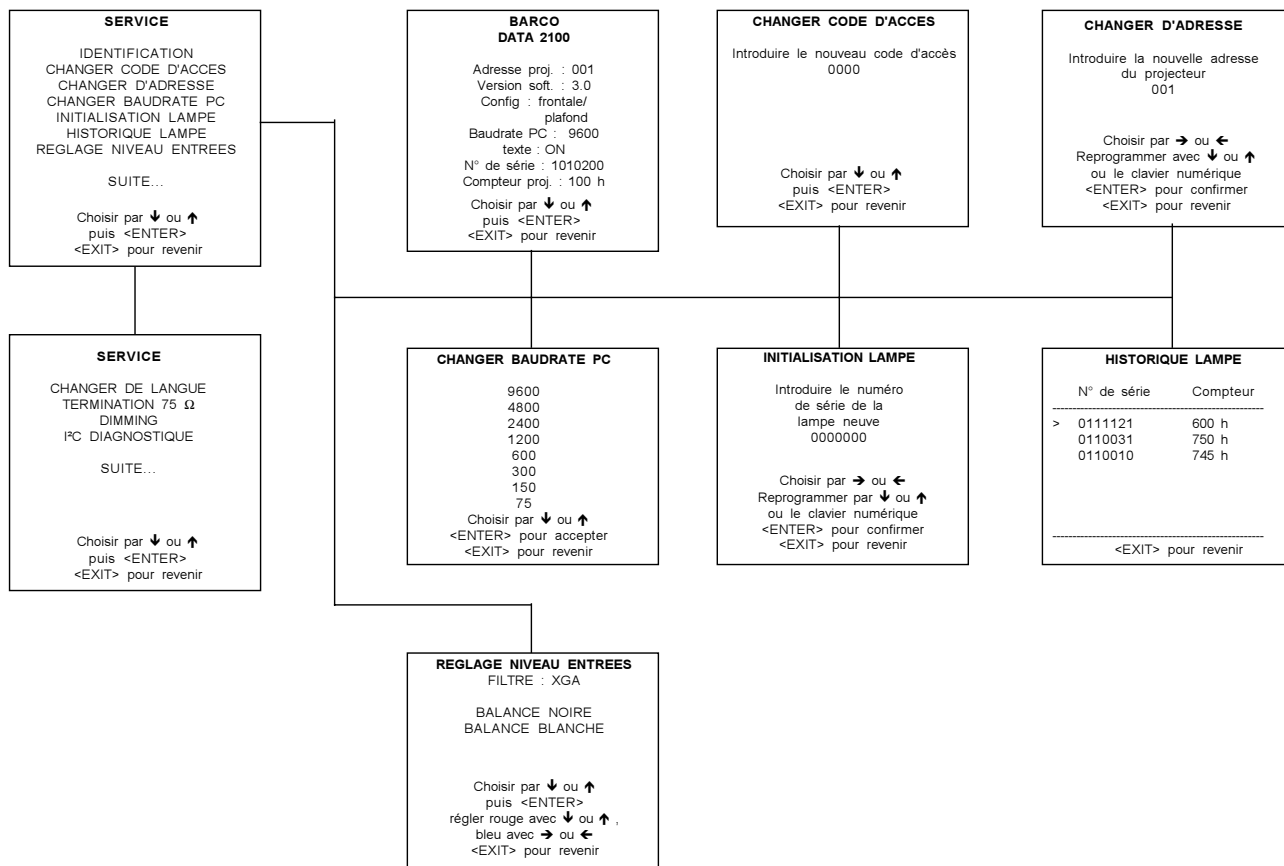 SERVICE
IDENTIFICATION
CHANGER CODE D'ACCES
CHANGER D'ADRESSE
CHANGER BAUDRATE PC
INITIALISATION LAMPE
HISTORIQUE LAMPE
REGLAGE NIVEAU ENTREES
SUITE...
Choisir par 🡻 ou 🡹
puis <ENTER>
<EXIT> pour revenir
BARCO
DATA 2100
Adresse proj. : 001
Version soft. : 3.0
Config : frontale/
plafond
Baudrate PC : 9600
texte : ON
N° de série : 1010200
Compteur proj. : 100 h
Choisir par 🡻 ou 🡹
puis <ENTER>
<EXIT> pour revenir
CHANGER CODE D'ACCES
Introduire le nouveau code d'accès
0000
Choisir par 🡻 ou 🡹
puis <ENTER>
<EXIT> pour revenir
CHANGER D'ADRESSE
Introduire la nouvelle adresse
du projecteur
001
Choisir par 🡺 ou 🡸
Reprogrammer avec 🡻 ou 🡹
ou le clavier numérique
<ENTER> pour confirmer
<EXIT> pour revenir
SERVICE
CHANGER DE LANGUE
TERMINATION 75 Ω
DIMMING
I²C DIAGNOSTIQUE
SUITE...
Choisir par 🡻 ou 🡹
puis <ENTER>
<EXIT> pour revenir
CHANGER BAUDRATE PC
9600
4800
2400
1200
600
300
150
75
Choisir par 🡻 ou 🡹
<ENTER> pour accepter
<EXIT> pour revenir
INITIALISATION LAMPE
Introduire le numéro
de série de la
lampe neuve
0000000
Choisir par 🡺 ou 🡸
Reprogrammer par 🡻 ou 🡹
ou le clavier numérique
<ENTER> pour confirmer
<EXIT> pour revenir
HISTORIQUE LAMPE
N° de série Compteur
> 0111121 600 h
0110031 750 h
0110010 745 h
<EXIT> pour revenir
REGLAGE NIVEAU ENTREES
FILTRE : XGA
BALANCE NOIRE
BALANCE BLANCHE
Choisir par 🡻 ou 🡹
puis <ENTER>
régler rouge avec 🡻 ou 🡹 ,
bleu avec 🡺 ou 🡸
<EXIT> pour revenir